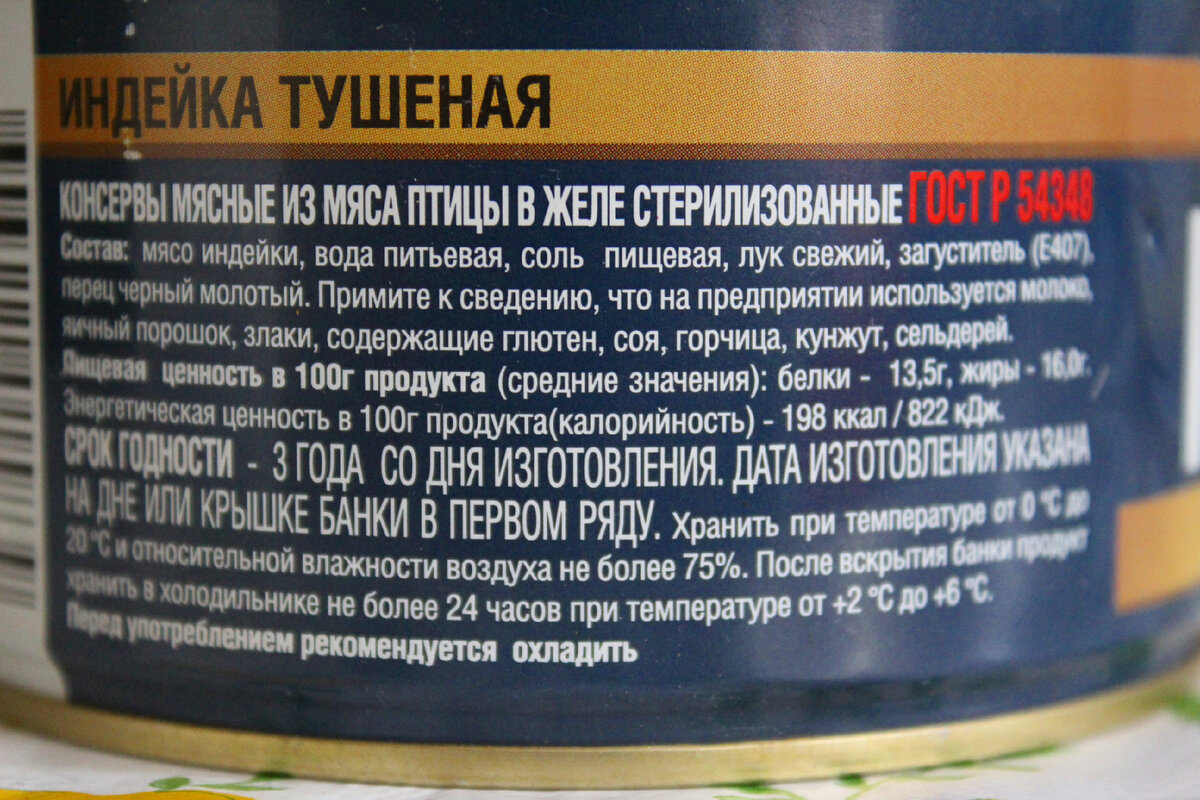 ИНДЕЙКА ТУШЕНАЯ
КОНСЕРВЫ МЯСНЫЕ ИЗ МЯСА ПТИЦЫ В ЖЕЛЕ СТЕРИЛИЗОВАННЫЕ ГОСТ Р 54348
Состав: мясо индейки, вода питьевая, соль пищевая, лук свежий, загуститель (Е407),
перец черный молотый. Примите к сведению, что на предприятии используется молоко,
яичный порошок, злаки, содержащие глютен, соя, горчица, кунжут, сельдерей.
Пищевая ценность в 100г продукта (средние значения): белки - 13,5г, жиры - 16,0г.
Энергетическая ценность в 100г продукта(калорийность) - 198 ккал / 822 кДж.
СРОК ГОДНОСТИ - 3 ГОДА СО ДНЯ ИЗГОТОВЛЕНИЯ. ДАТА ИЗГОТОВЛЕНИЯ УКАЗАНА
НА ДНЕ ИЛИ КРЫШКЕ БАНКИ В ПЕРВОМ РЯДУ. Хранить при температуре от 0 °С до
20 °С и относительной влажности воздуха не более 75%. После вскрытия банки продукт
хранить в холодильнике не более 24 часов при температуре от +2 °С до +6 °С.
Перед употреблением рекомендуется охладить